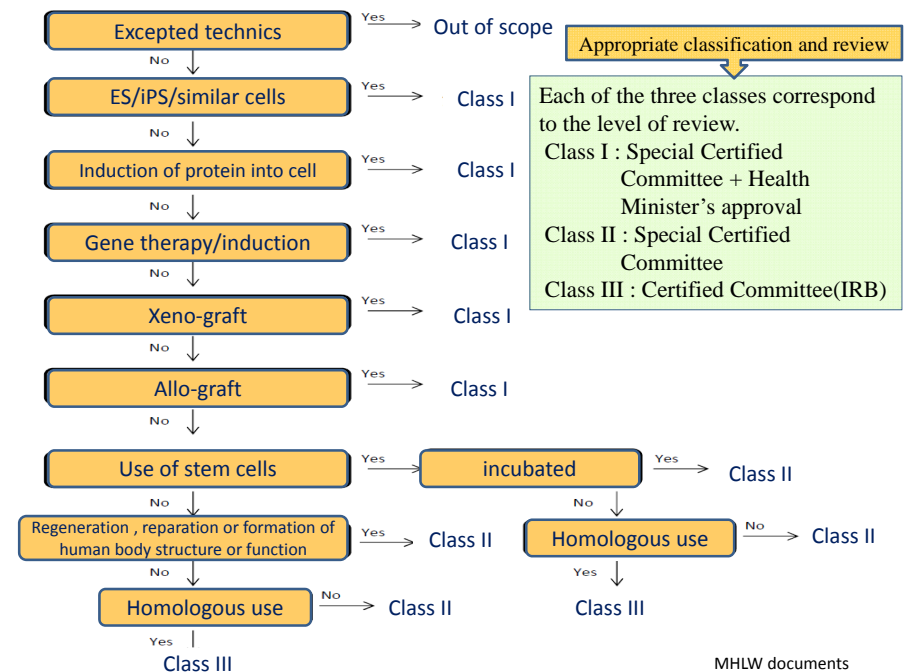 Excepted technics
Yes
Out of scope
Appropriate classification and review
No
ES/iPS/similar cells
Yes
Class I
Each of the three classes correspond
to the level of review.
Class I : Special Certified
Committee + Health
Minister's approval
Class II : Special Certified
Committee
Class III : Certified Committee(IRB)
No
Induction of protein into cell
Yes
Class I
No
Gene therapy/induction
Yes
Class I
No
Xeno-graft
Yes
Class I
No
Allo-graft
Yes
Class I
No
Use of stem cells
Yes
incubated
Yes
Class II
No
No
Regeneration , reparation or formation of
human body structure or function
Yes
Class II
Homologous use
No
Class II
No
Yes
Homologous use
No
Class II
Class III
Yes
Class III
MHLW documents